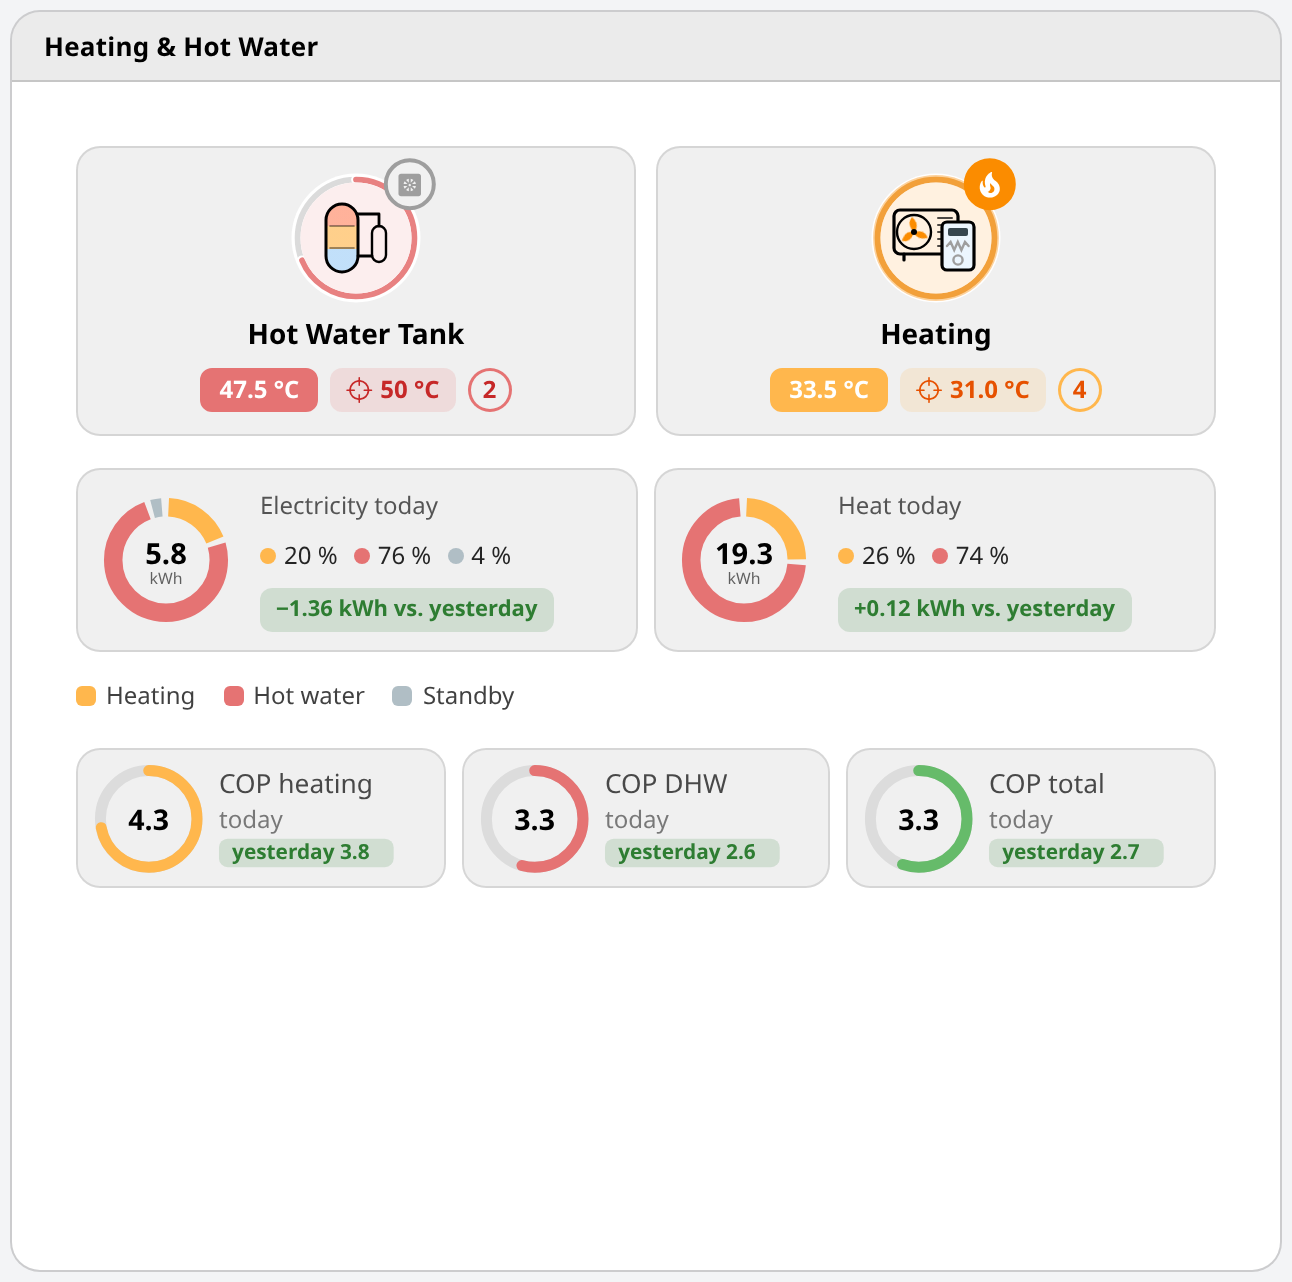 Heating & Hot Water
Hot Water Tank
47.5 °C 50 °C 2
Heating
33.5 °C 31.0 °C 4
Electricity today
5.8
kWh
20 % 76 % 4 %
−1.36 kWh vs. yesterday
Heat today
19.3
kWh
26 % 74 %
+0.12 kWh vs. yesterday
Heating Hot water Standby
4.3
COP heating
today
yesterday 3.8
3.3
COP DHW
today
yesterday 2.6
3.3
COP total
today
yesterday 2.7